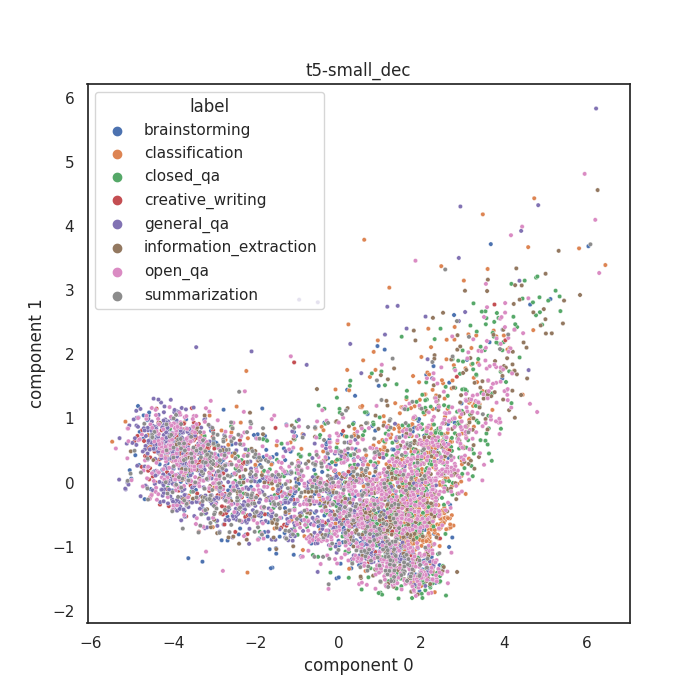 t5-small_dec
label
brainstorming
classification
closed_qa
creative_writing
general_qa
information_extraction
open_qa
summarization
6
5
4
3
2
1
0
−1
−2
component 1
−6 −4 −2 0 2 4 6
component 0